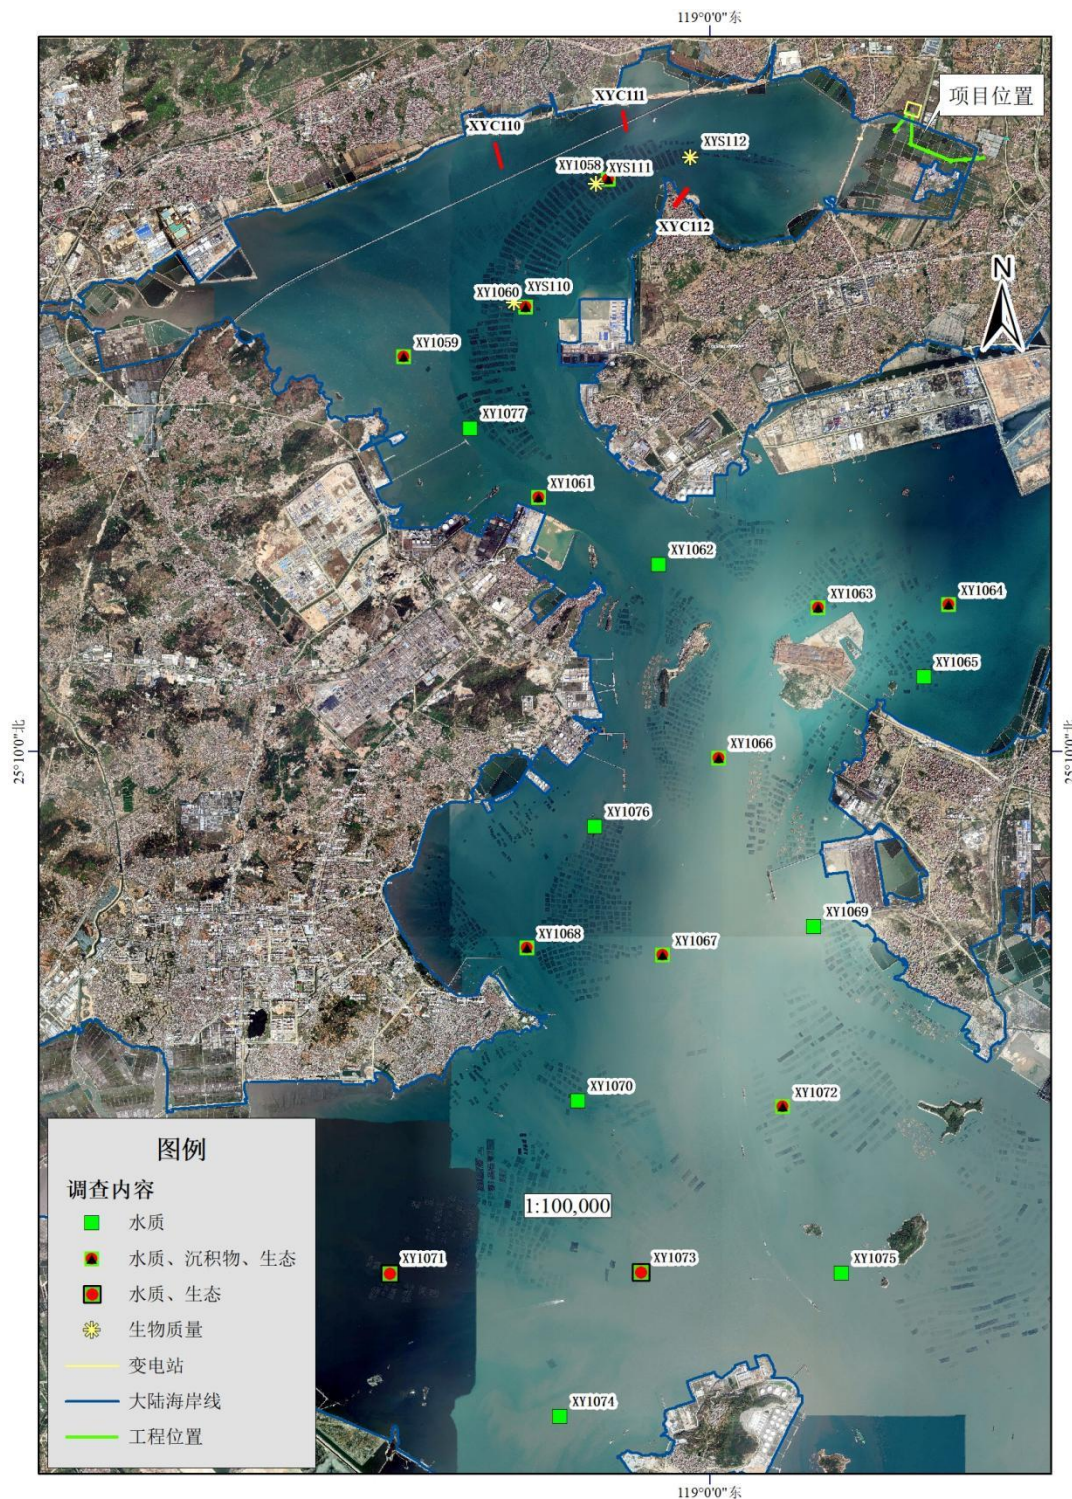 119°0'0"东
项目位置
XYC111
XYC110
XYS112
XY1058
XYS111
XYC112
N
XY1060
XYS110
XY1059
XY1077
XY1061
XY1062
XY1063
XY1064
XY1065
25°10'0"北
25°10'0"北
XY1066
XY1076
XY1069
XY1068
XY1067
XY1070
XY1072
图例
调查内容
水质
水质、沉积物、生态
水质、生态
生物质量
变电站
大陆海岸线
工程位置
1:100,000
XY1071
XY1073
XY1075
XY1074
119°0'0"东